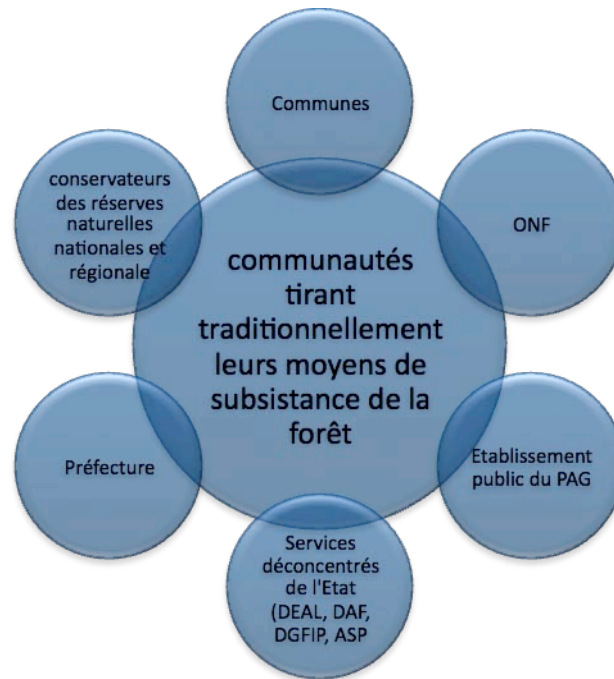 Communes
conservateurs
des réserves
naturelles
nationales et
régionale
ONF
communautés
tirant
traditionnellement
leurs moyens de
subsistance de la
forêt
Préfecture
Etablissement
public du PAG
Services
déconcentrés
de l'Etat
(DEAL, DAF,
DGFIP, ASP